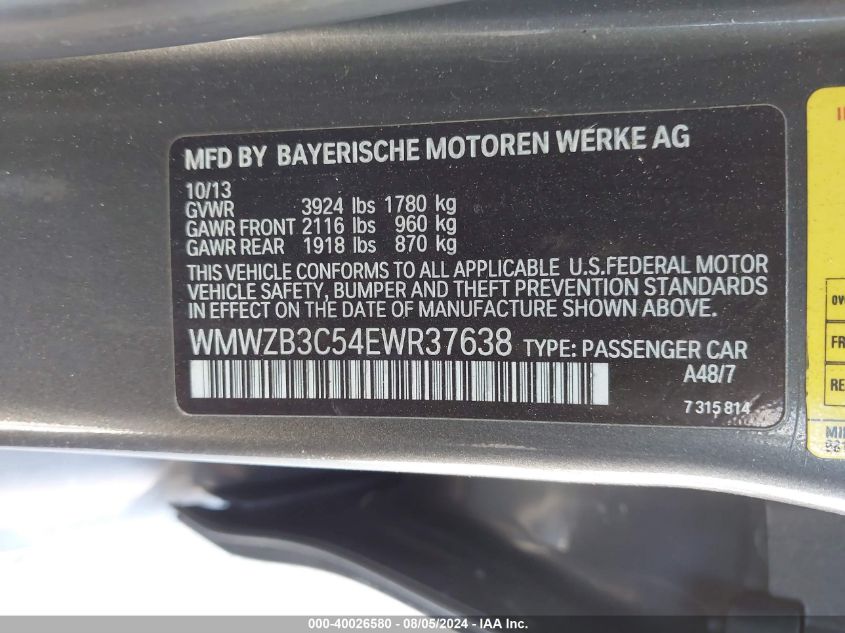 MFD BY BAYERISCHE MOTOREN WERKE AG
10/13
GVWR 3924 lbs 1780 kg
GAWR FRONT 2116 lbs 960 kg
GAWR REAR 1918 lbs 870 kg
THIS VEHICLE CONFORMS TO ALL APPLICABLE U.S.FEDERAL MOTOR
VEHICLE SAFETY, BUMPER AND THEFT PREVENTION STANDARDS
IN EFFECT ON THE DATE OF MANUFACTURE SHOWN ABOVE.
WMWZB3C54EWR37638 TYPE: PASSENGER CAR
A48/7
7 315 814
000-40026580 - 08/05/2024 - IAA Inc.